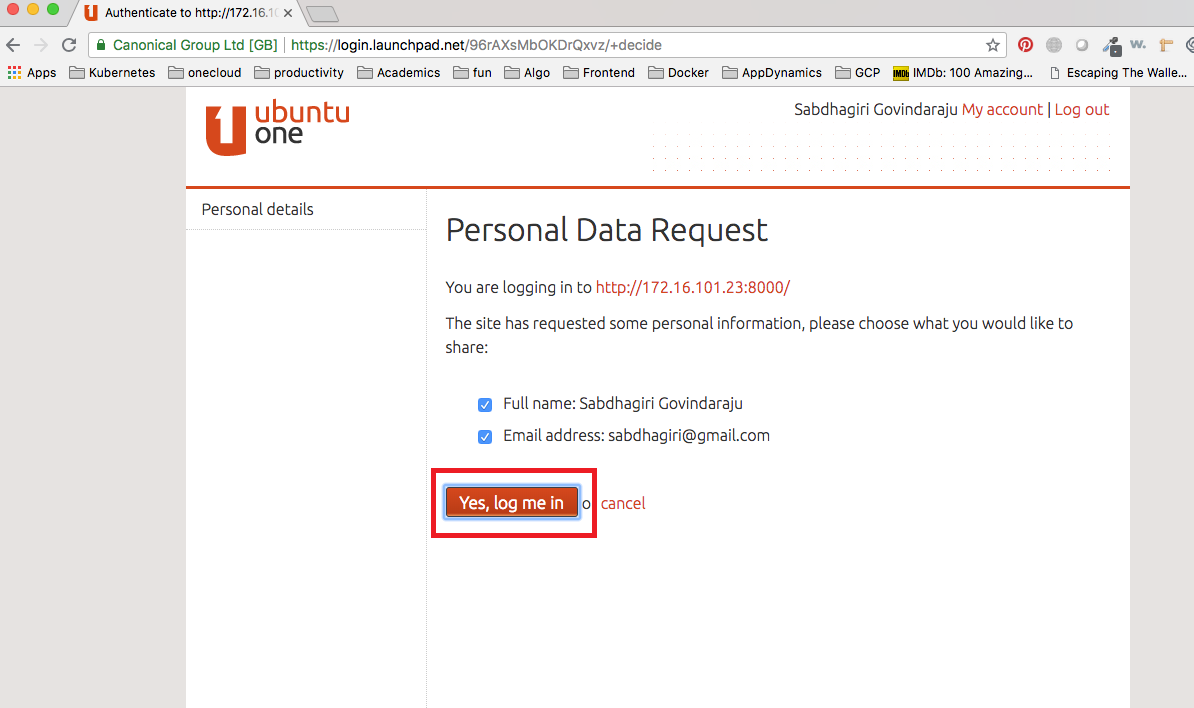 Authenticate to http://172.16.10
Canonical Group Ltd [GB] https://login.launchpad.net/96rAXsMbOKDrQxvz/+decide
Apps Kubernetes onecloud productivity Academics fun Algo Frontend Docker AppDynamics GCP IMDb IMDb: 100 Amazing... Escaping The Walle...
ubuntu
one
Sabdhagiri Govindaraju My account | Log out
Personal details
Personal Data Request
You are logging in to http://172.16.101.23:8000/
The site has requested some personal information, please choose what you would like to
share:
Full name: Sabdhagiri Govindaraju
Email address: sabdhagiri@gmail.com
Yes, log me in o cancel